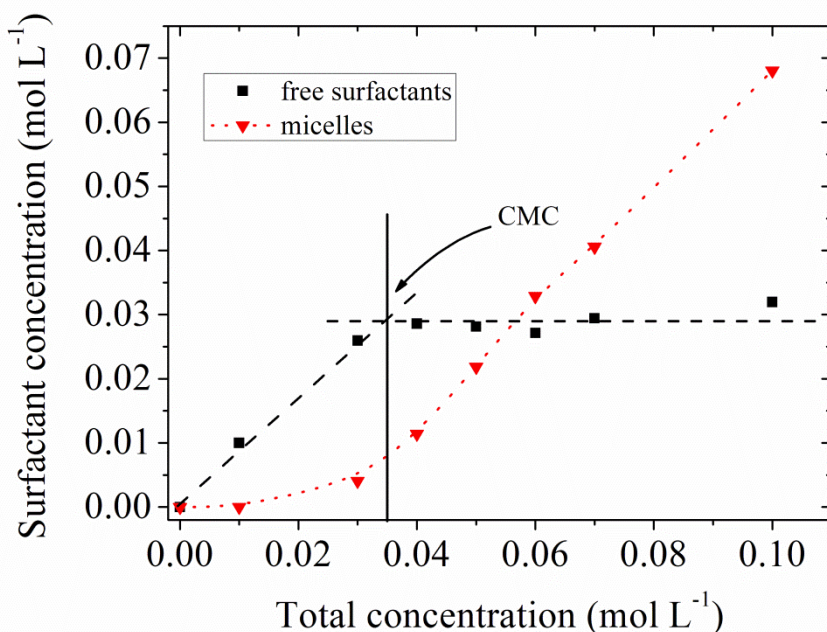 Surfactant concentration (mol L⁻¹)
0.07
0.06
0.05
0.04
0.03
0.02
0.01
0.00
free surfactants
micelles
CMC
0.00 0.02 0.04 0.06 0.08 0.10
Total concentration (mol L⁻¹)